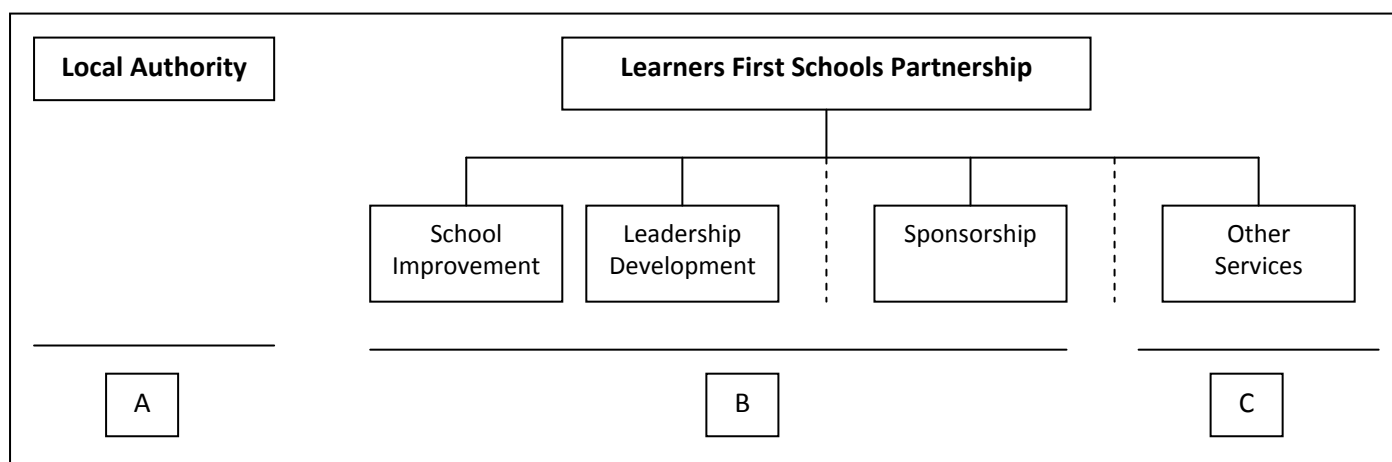 Local Authority
Learners First Schools Partnership
School
Improvement
Leadership
Development
Sponsorship
Other
Services
A
B
C